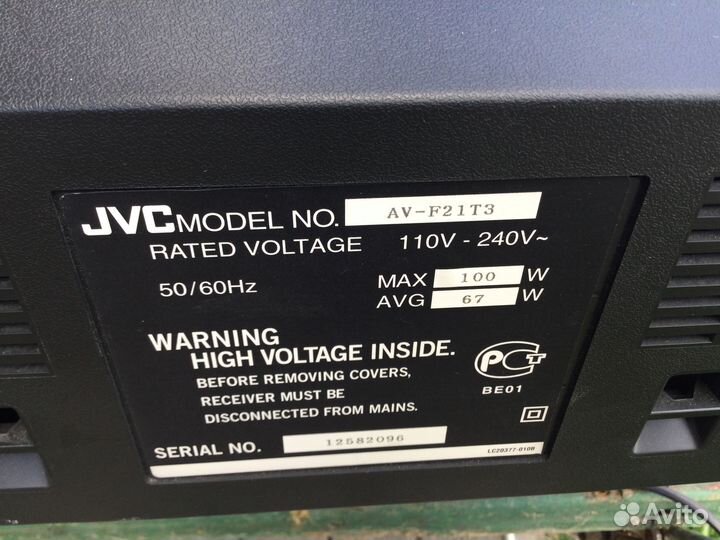 JVC MODEL NO. AV-F21T3
RATED VOLTAGE 110V - 240V~
50/60Hz MAX 100 W
AVG 67 W
WARNING
HIGH VOLTAGE INSIDE.
BEFORE REMOVING COVERS,
RECEIVER MUST BE
DISCONNECTED FROM MAINS.
РСТ
BE01
SERIAL NO. 12582096
LC20377-010B
Avito